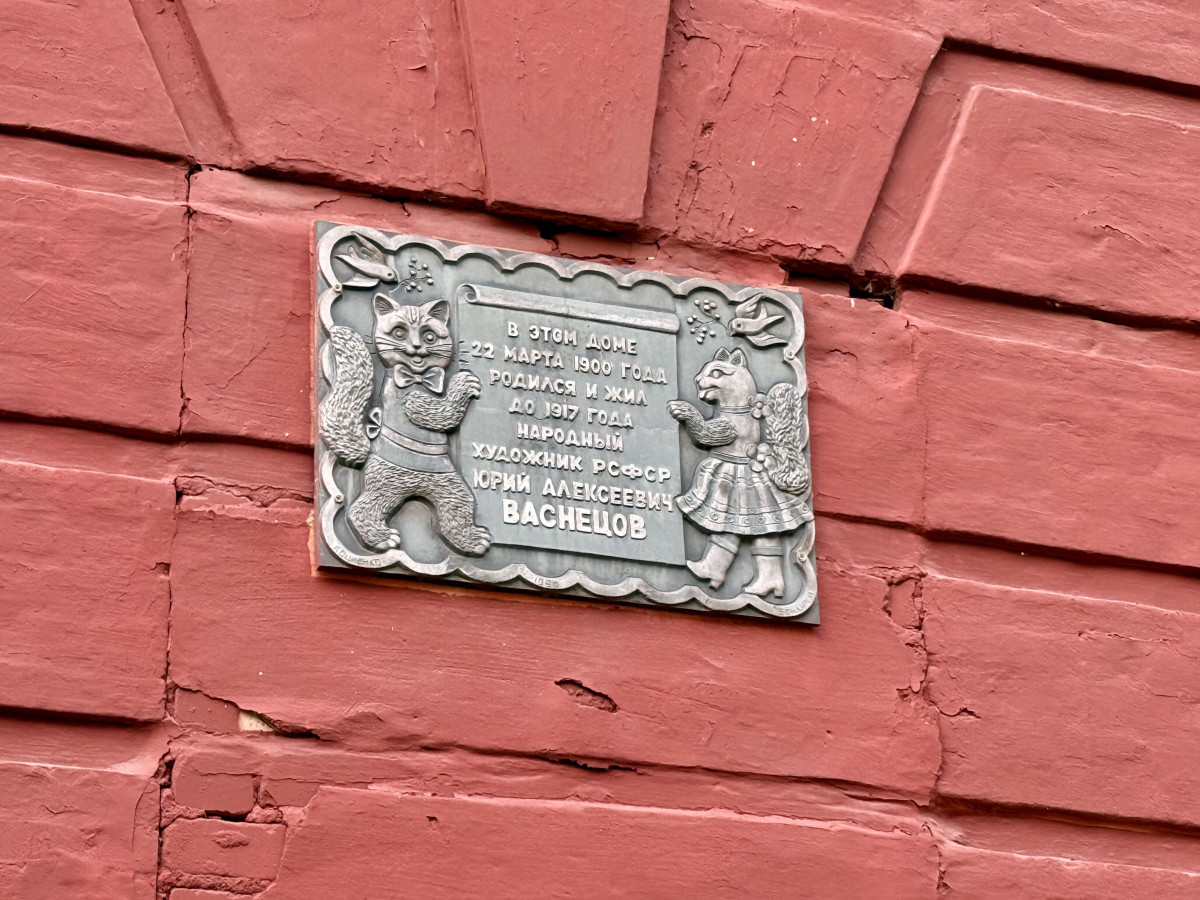 В ЭТОМ ДОМЕ
22 МАРТА 1900 ГОДА
РОДИЛСЯ И ЖИЛ
ДО 1917 ГОДА
НАРОДНЫЙ
ХУДОЖНИК РСФСР
ЮРИЙ АЛЕКСЕЕВИЧ
ВАСНЕЦОВ